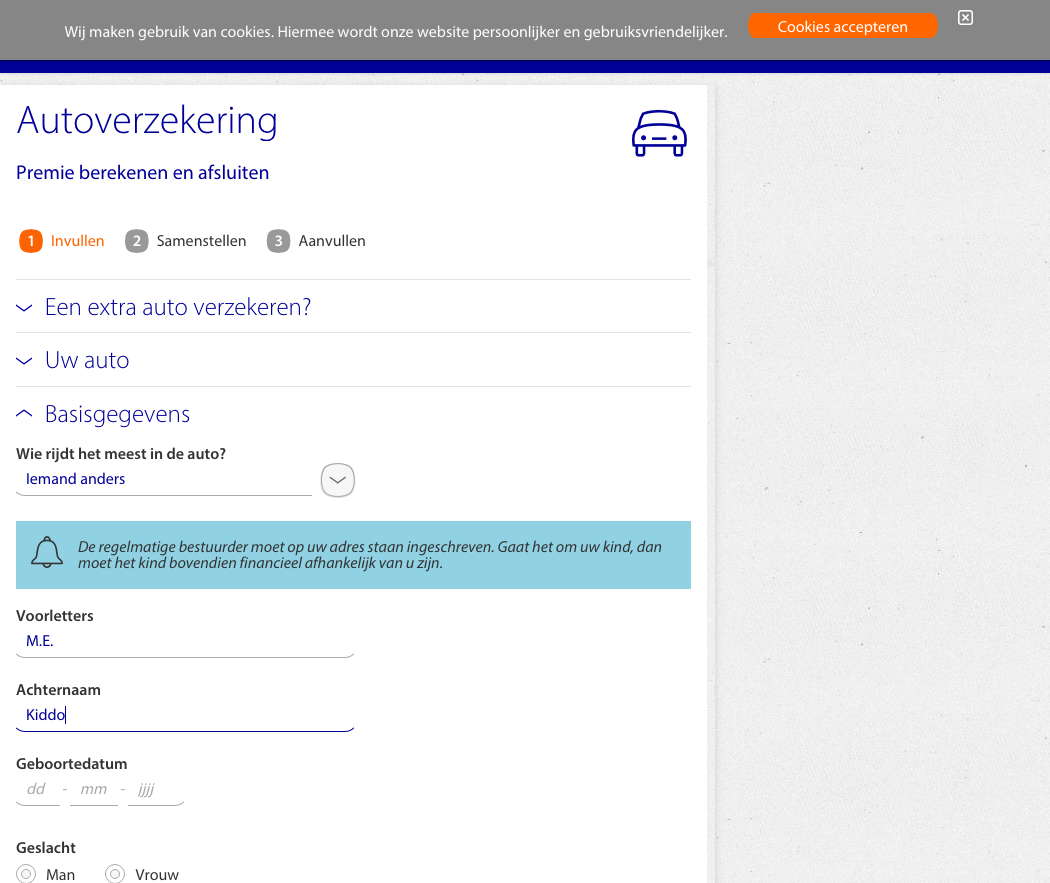 Wij maken gebruik van cookies. Hiermee wordt onze website persoonlijker en gebruiksvriendelijker. Cookies accepteren
Autoverzekering
Premie berekenen en afsluiten
1 Invullen 2 Samenstellen 3 Aanvullen
Een extra auto verzekeren?
Uw auto
Basisgegevens
Wie rijdt het meest in de auto?
Iemand anders
De regelmatige bestuurder moet op uw adres staan ingeschreven. Gaat het om uw kind, dan
moet het kind bovendien financieel afhankelijk van u zijn.
Voorletters
M.E.
Achternaam
Kiddo
Geboortedatum
dd - mm - jjjj
Geslacht
Man Vrouw